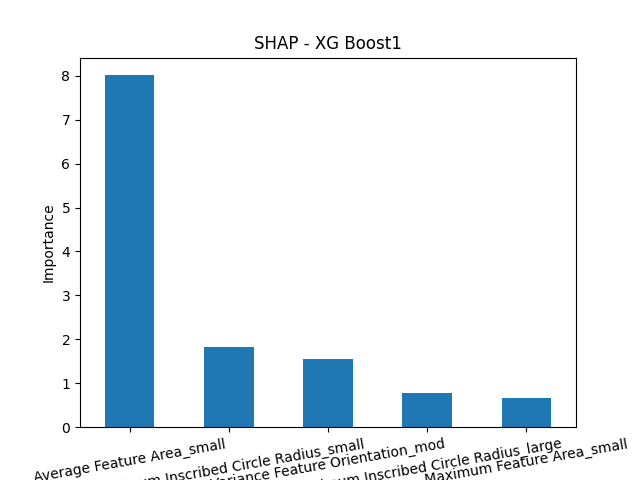 SHAP - XG Boost1
Importance
8
7
6
5
4
3
2
1
0
Average Feature Area_small
Inscribed Circle Radius_small
Variance Feature Orientation_mod
Inscribed Circle Radius_large
Maximum Feature Area_small